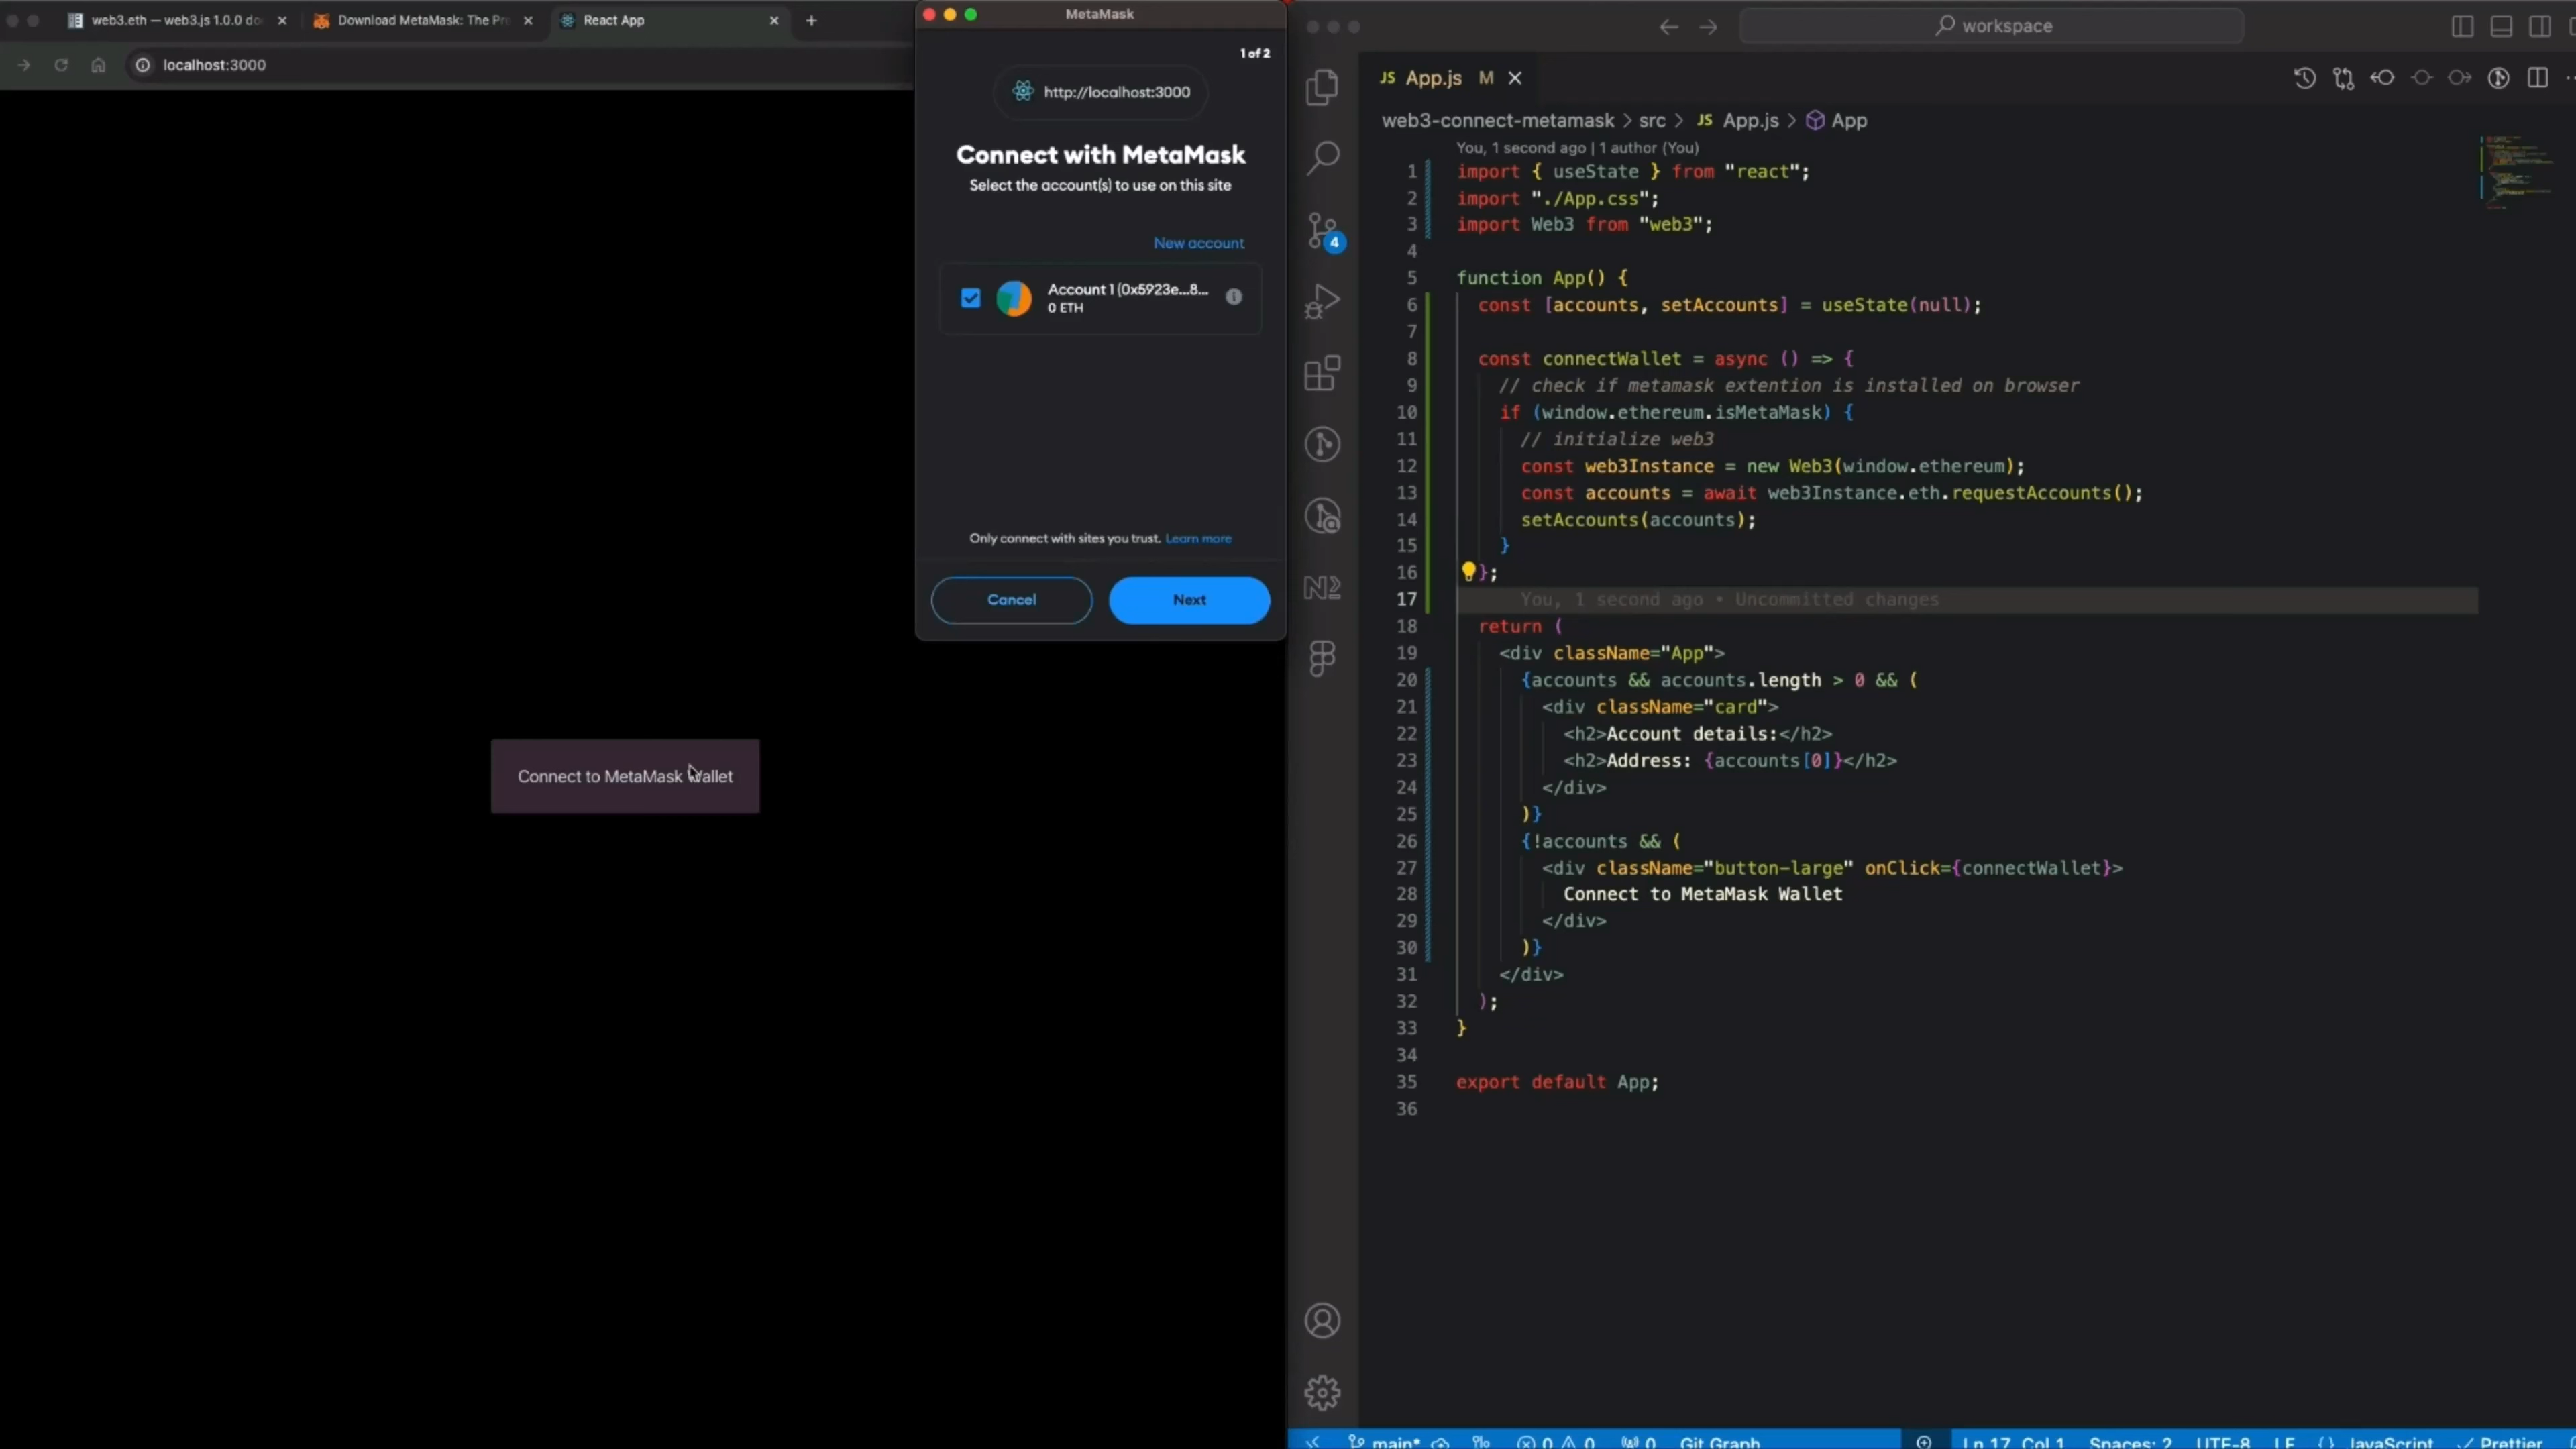 web3.eth — web3.js 1.0.0 do
Download MetaMask: The Pr
React App
localhost:3000
MetaMask
1 of 2
http://localhost:3000
Connect with MetaMask
Select the account(s) to use on this site
New account
Account 1 (0x5923e...8...
0 ETH
Only connect with sites you trust. Learn more
Cancel
Next
Connect to MetaMask Wallet
workspace
JS App.js M
web3-connect-metamask > src > JS App.js > App
You, 1 second ago | 1 author (You)
4
1 import { useState } from "react";
2 import "./App.css";
3 import Web3 from "web3";
4
5 function App() {
6 const [accounts, setAccounts] = useState(null);
7
8 const connectWallet = async () => {
9 // check if metamask extention is installed on browser
10 if (window.ethereum.isMetaMask) {
11 // initialize web3
12 const web3Instance = new Web3(window.ethereum);
13 const accounts = await web3Instance.eth.requestAccounts();
14 setAccounts(accounts);
15 }
16 };
17 You, 1 second ago • Uncommitted changes
18 return (
19 <div className="App">
20 {accounts && accounts.length > 0 && (
21 <div className="card">
22 <h2>Account details:</h2>
23 <h2>Address: {accounts[0]}</h2>
24 </div>
25 )}
26 {!accounts && (
27 <div className="button-large" onClick={connectWallet}>
28 Connect to MetaMask Wallet
29 </div>
30 )}
31 </div>
32 );
33 }
34
35 export default App;
36
main* 0 0 0 Git Graph Ln 17, Col 1 Spaces: 2 UTF-8 LF {} JavaScript Prettier